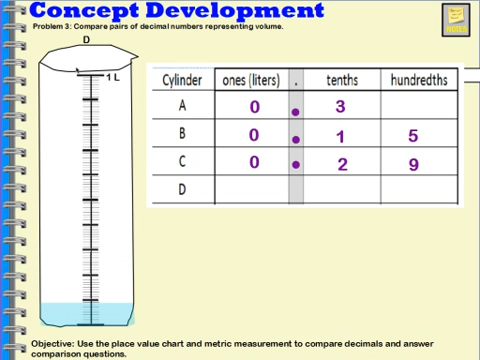 Concept Development
Problem 3: Compare pairs of decimal numbers representing volume.
NOTES
D
1 L
Cylinder ones (liters) . tenths hundredths
A 0 . 3
B 0 . 1 5
C 0 . 2 9
D
Objective: Use the place value chart and metric measurement to compare decimals and answer
comparison questions.